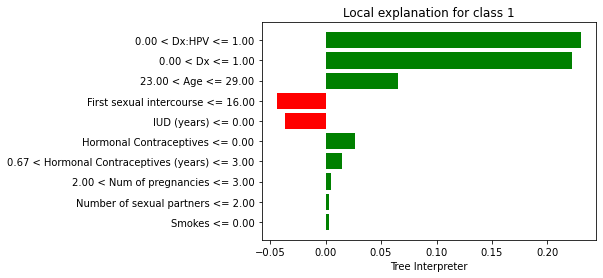 Local explanation for class 1
0.00 < Dx:HPV <= 1.00
0.00 < Dx <= 1.00
23.00 < Age <= 29.00
First sexual intercourse <= 16.00
IUD (years) <= 0.00
Hormonal Contraceptives <= 0.00
0.67 < Hormonal Contraceptives (years) <= 3.00
2.00 < Num of pregnancies <= 3.00
Number of sexual partners <= 2.00
Smokes <= 0.00
−0.05 0.00 0.05 0.10 0.15 0.20
Tree Interpreter